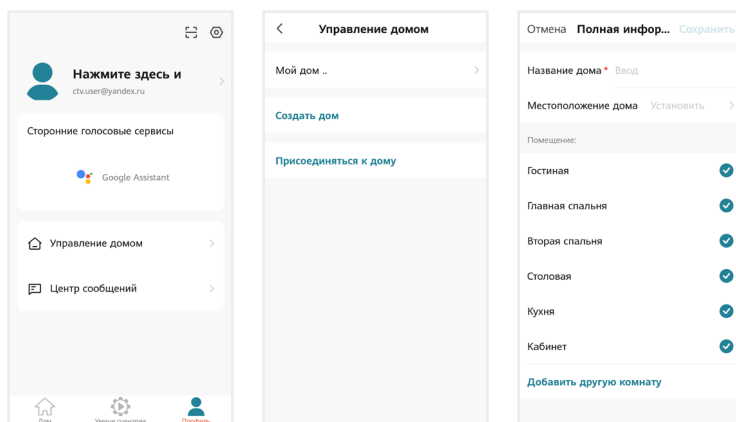 Нажмите здесь и
ctv.user@yandex.ru
Сторонние голосовые сервисы
Google Assistant
Управление домом
Центр сообщений
Дом
Умные сценарии
Профиль
Управление домом
Мой дом ..
Создать дом
Присоединяться к дому
Отмена Полная инфор... Сохранить
Название дома * Ввод
Местоположение дома Установить
Помещение:
Гостиная
Главная спальня
Вторая спальня
Столовая
Кухня
Кабинет
Добавить другую комнату